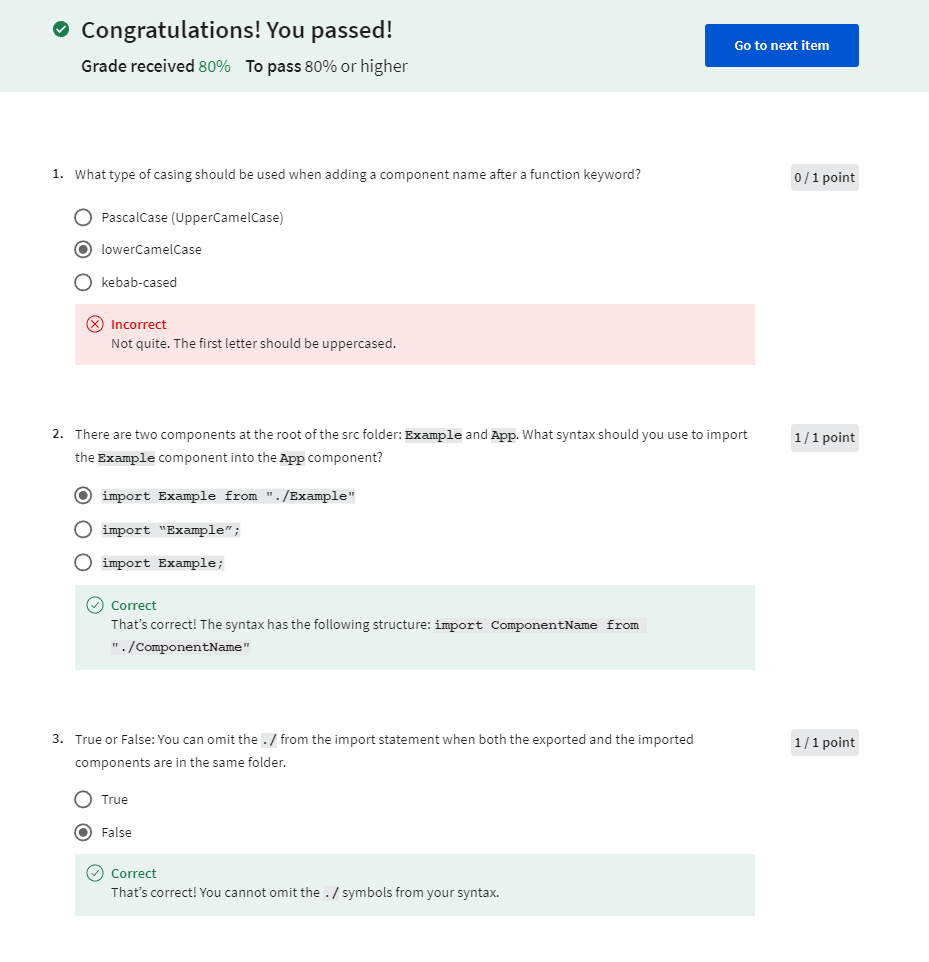 Congratulations! You passed!
Grade received 80% To pass 80% or higher
Go to next item
1. What type of casing should be used when adding a component name after a function keyword?
0 / 1 point
PascalCase (UpperCamelCase)
lowerCamelCase
kebab-cased
Incorrect
Not quite. The first letter should be uppercased.
2. There are two components at the root of the src folder: Example and App. What syntax should you use to import
the Example component into the App component?
1 / 1 point
import Example from "./Example"
import “Example”;
import Example;
Correct
That’s correct! The syntax has the following structure: import ComponentName from
"./ComponentName"
3. True or False: You can omit the ./ from the import statement when both the exported and the imported
components are in the same folder.
1 / 1 point
True
False
Correct
That’s correct! You cannot omit the ./ symbols from your syntax.